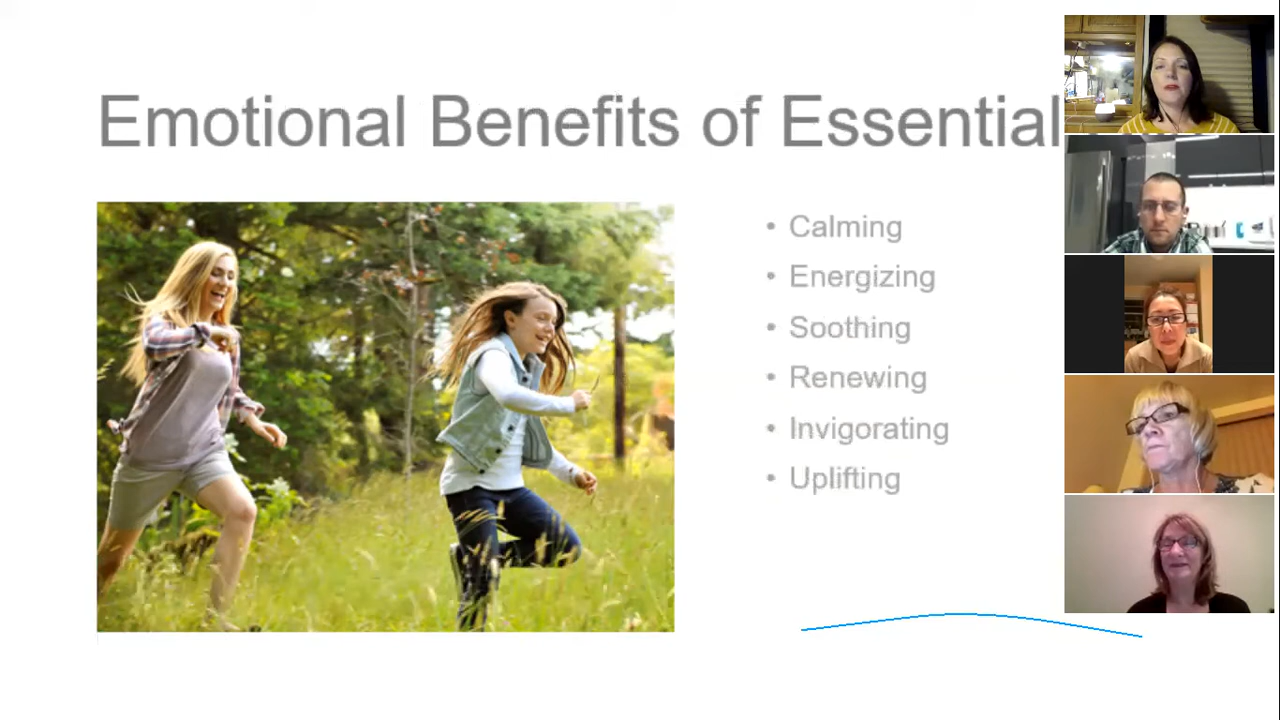 Emotional Benefits of Essential
• Calming
• Energizing
• Soothing
• Renewing
• Invigorating
• Uplifting